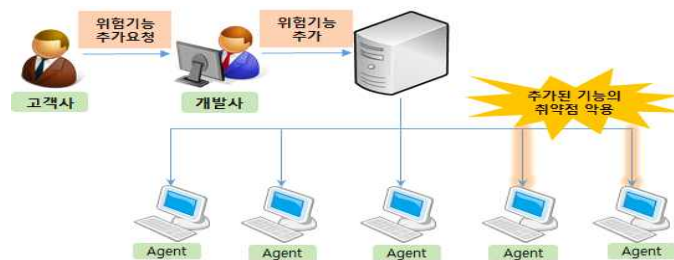 위험기능
추가요청
위험기능
추가
고객사
개발사
추가된 기능의
취약점 악용
Agent
Agent
Agent
Agent
Agent